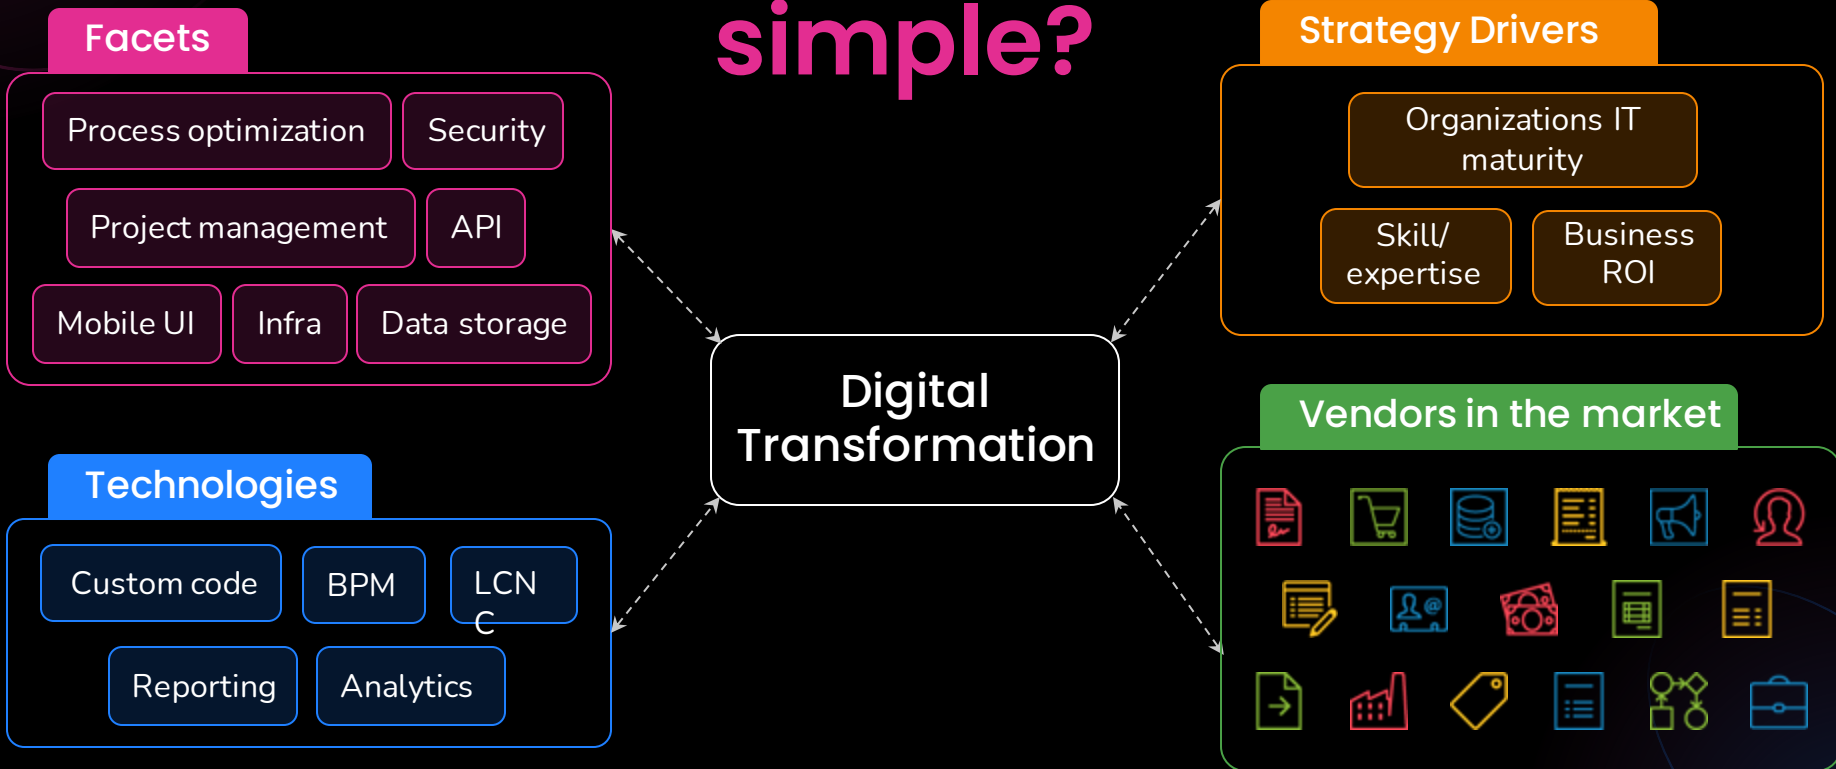 simple?
Facets
Process optimization
Security
Project management
API
Mobile UI
Infra
Data storage
Strategy Drivers
Organizations IT
maturity
Skill/
expertise
Business
ROI
Digital
Transformation
Technologies
Custom code
BPM
LCN
C
Reporting
Analytics
Vendors in the market
@